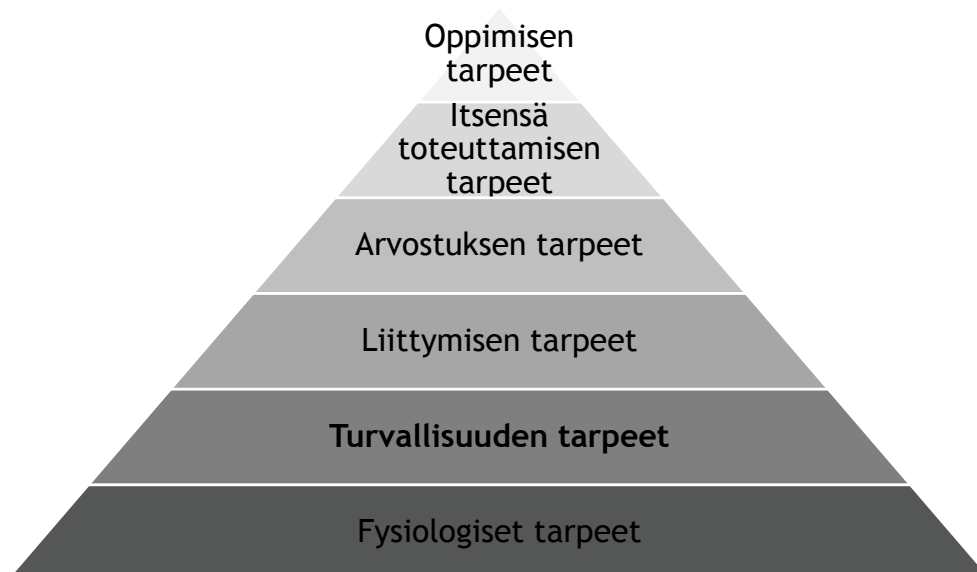 Oppimisen
tarpeet
Itsensä
toteuttamisen
tarpeet
Arvostuksen tarpeet
Liittymisen tarpeet
Turvallisuuden tarpeet
Fysiologiset tarpeet